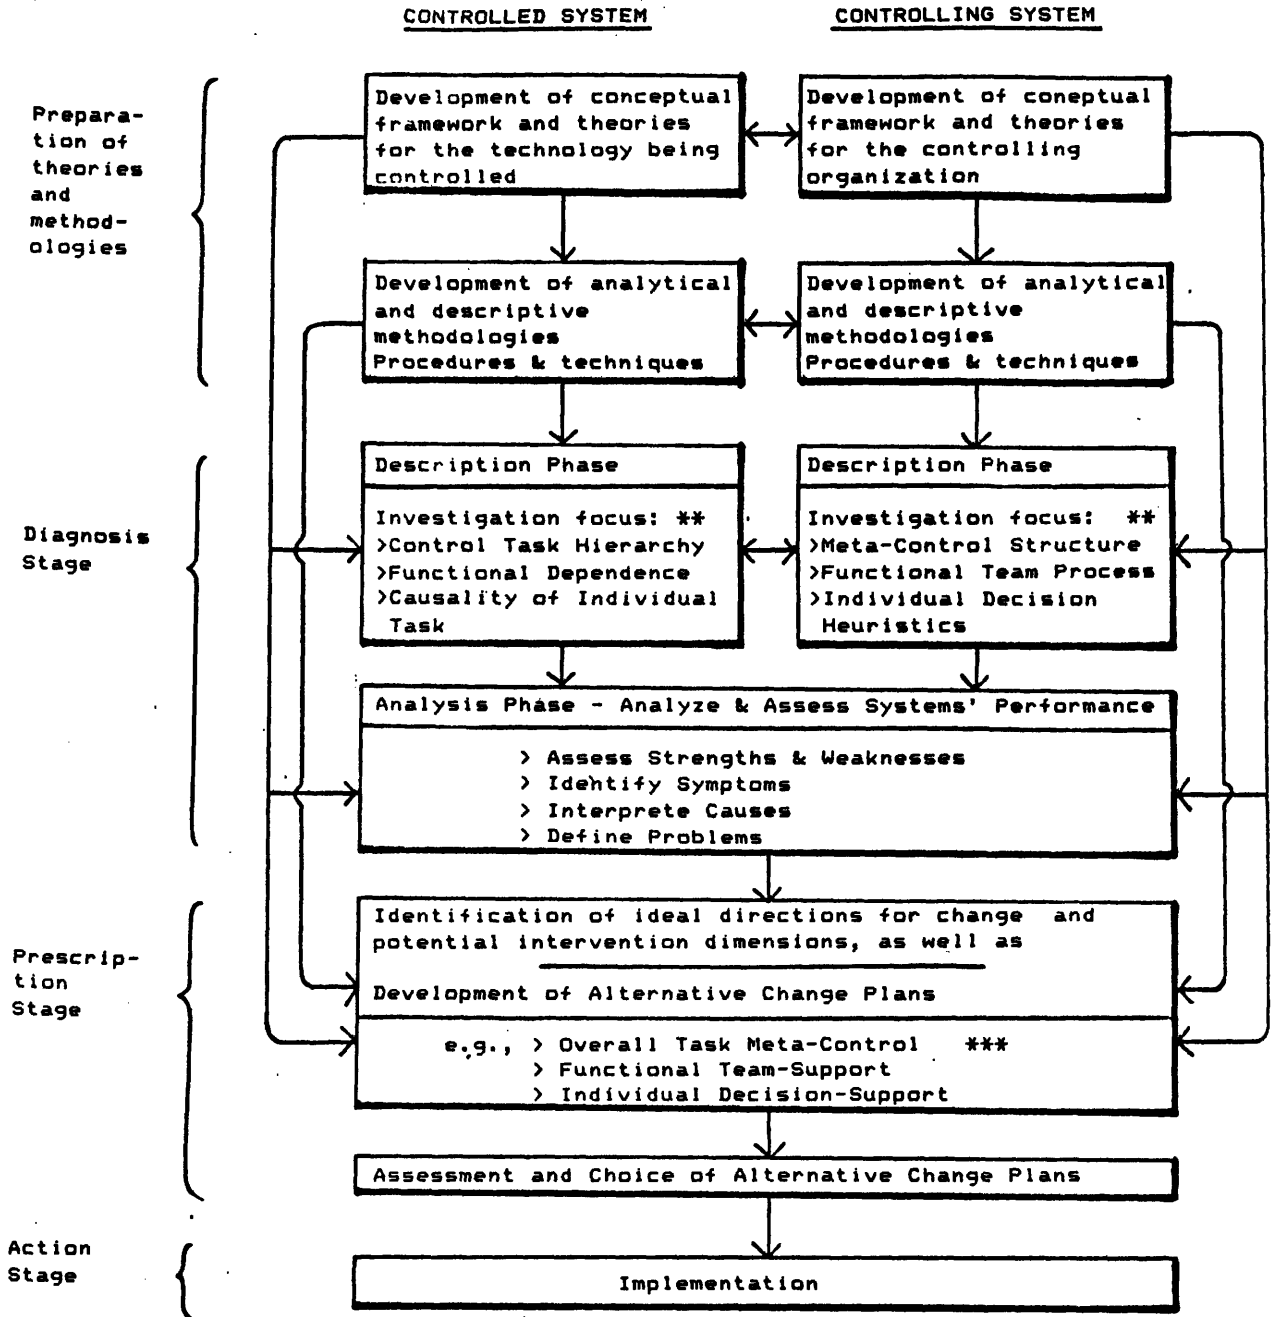 CONTROLLED SYSTEM
CONTROLLING SYSTEM
Prepara-
tion of
theories
and
method-
ologies
Development of conceptual
framework and theories
for the technology being
controlled
Development of coneptual
framework and theories
for the controlling
organization
Development of analytical
and descriptive
methodologies
Procedures & techniques
Development of analytical
and descriptive
methodologies
Procedures & techniques
Diagnosis
Stage
Description Phase
Investigation focus: **
>Control Task Hierarchy
>Functional Dependence
>Causality of Individual
Task
Description Phase
Investigation focus: **
>Meta-Control Structure
>Functional Team Process
>Individual Decision
Heuristics
Analysis Phase - Analyze & Assess Systems' Performance
> Assess Strengths & Weaknesses
> Identify Symptoms
> Interprete Causes
> Define Problems
Prescrip-
tion
Stage
Identification of ideal directions for change and
potential intervention dimensions, as well as
Development of Alternative Change Plans
e.g., > Overall Task Meta-Control ***
> Functional Team-Support
> Individual Decision-Support
Assessment and Choice of Alternative Change Plans
Action
Stage
Implementation